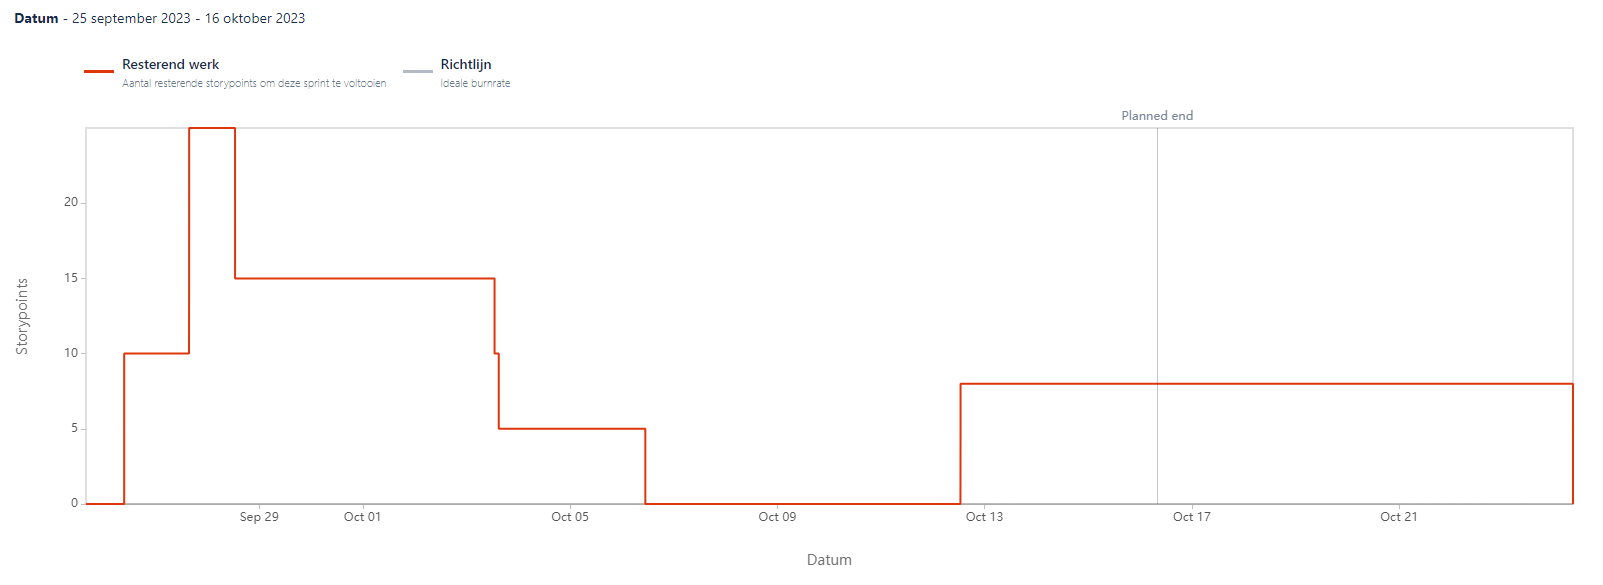 Datum - 25 september 2023 - 16 oktober 2023
Resterend werk
Aantal resterende storypoints om deze sprint te voltooien
Richtlijn
Ideale burnrate
Planned end
20
15
10
5
0
Storypoints
Sep 29
Oct 01
Oct 05
Oct 09
Oct 13
Oct 17
Oct 21
Datum